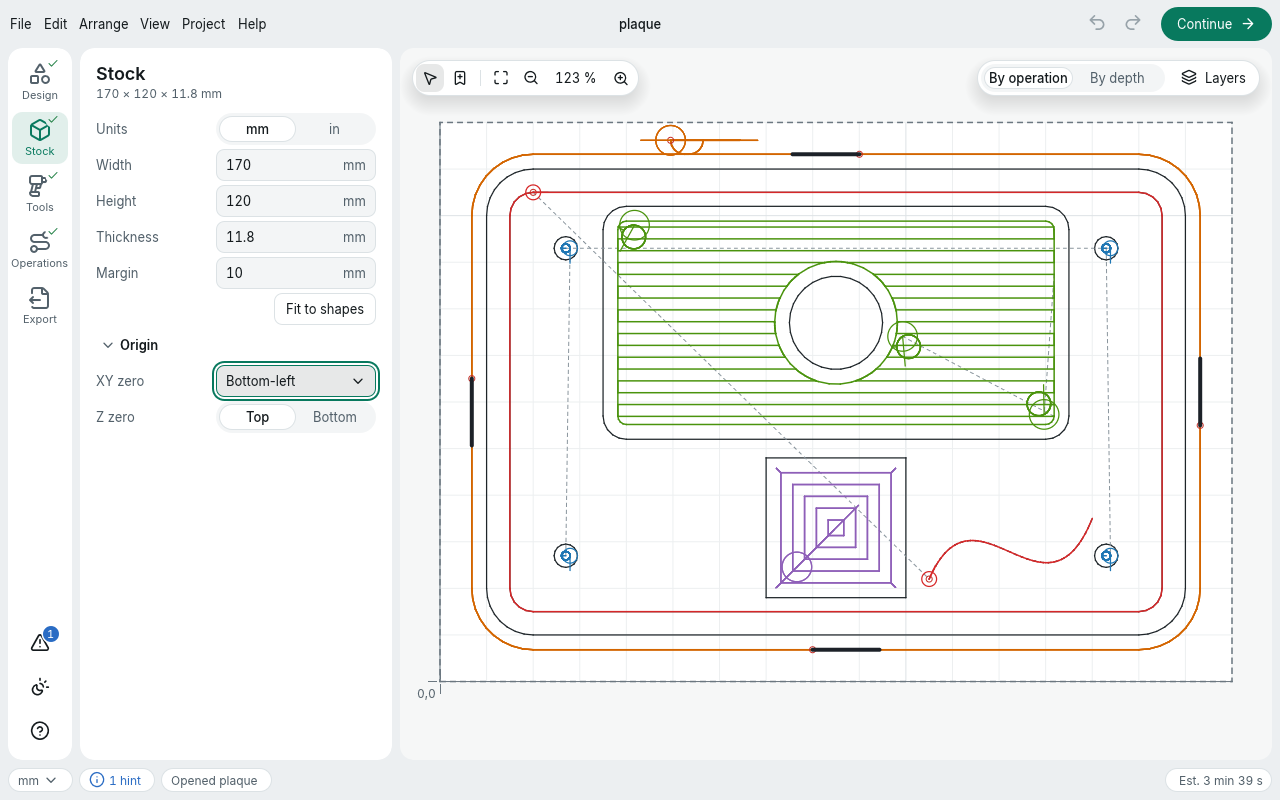 File Edit Arrange View Project Help
plaque
Continue
Design
Stock
Tools
Operations
Export
1
Stock
170 × 120 × 11.8 mm
Units mm in
Width 170 mm
Height 120 mm
Thickness 11.8 mm
Margin 10 mm
Fit to shapes
Origin
XY zero Bottom-left
Z zero Top Bottom
123 %
By operation By depth Layers
0,0
mm
1 hint
Opened plaque
Est. 3 min 39 s